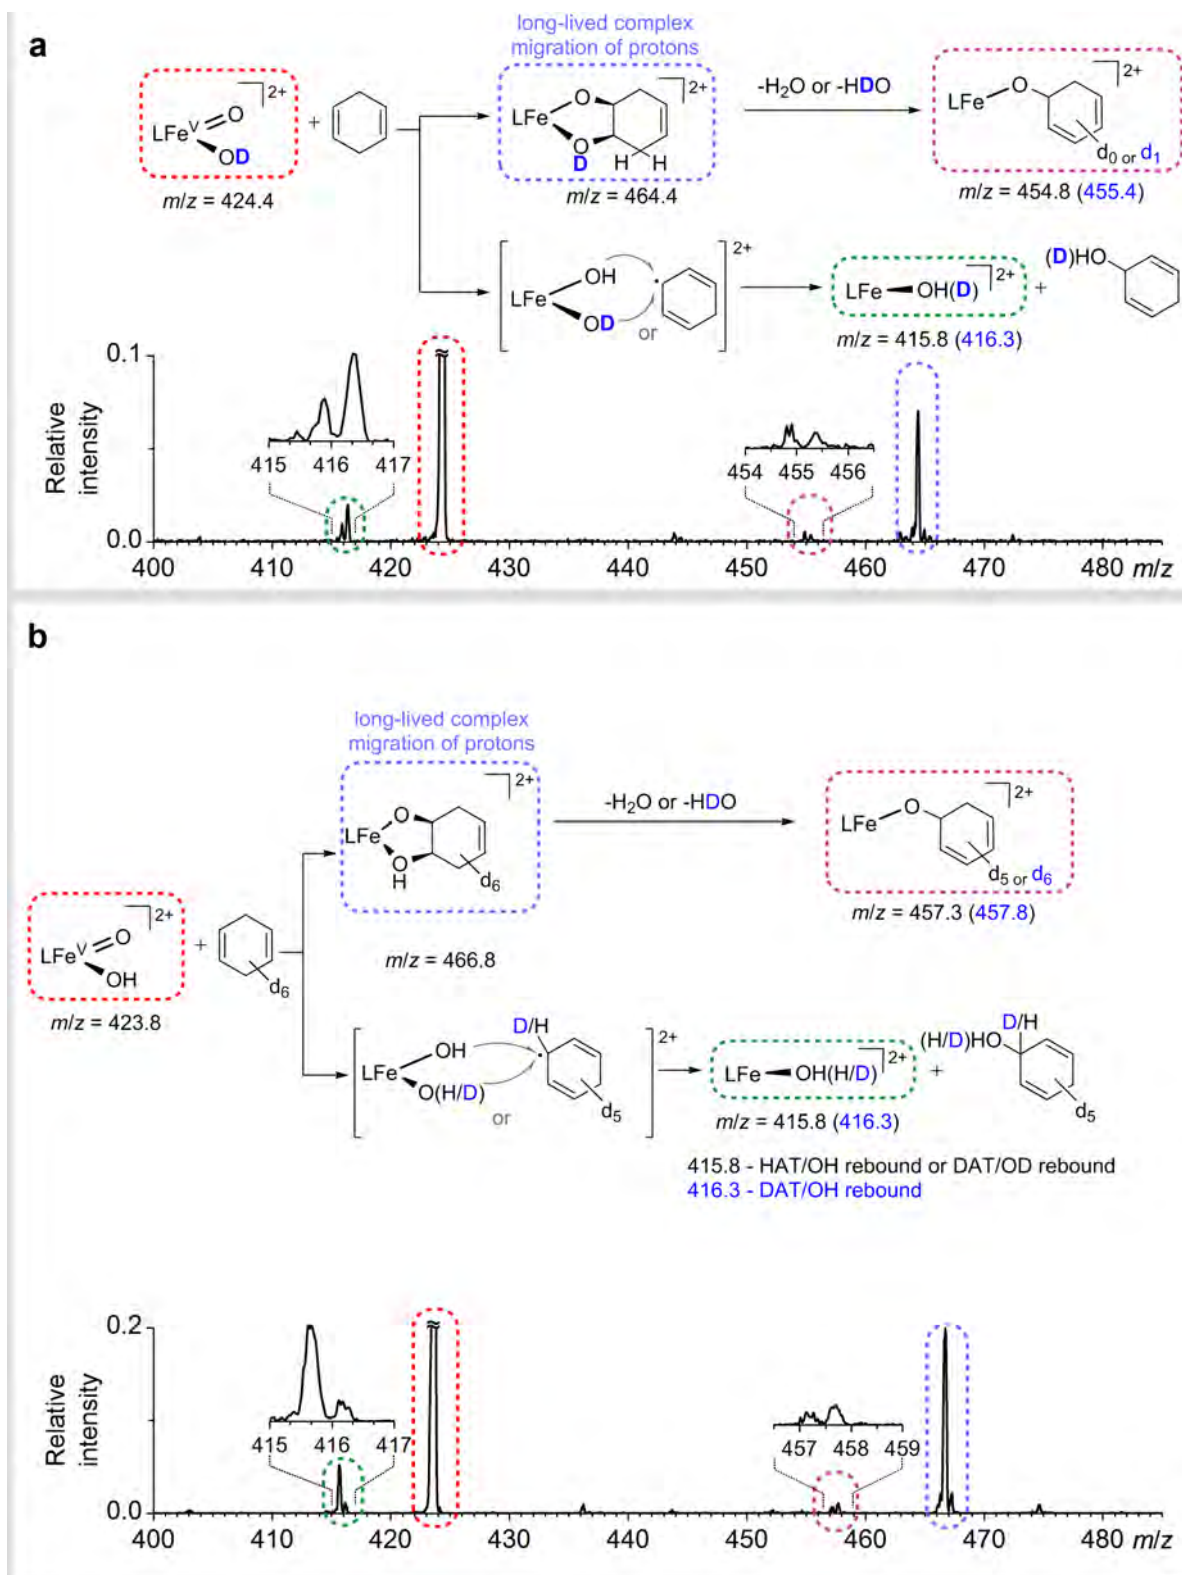 a
long-lived complex
migration of protons
LFeV O OD ]2+
m/z = 424.4
+
LFe O O D H H ]2+
m/z = 464.4
-H2O or -HDO
LFe O ]2+
d0 or d1
m/z = 454.8 (455.4)
LFe OH OD or ]2+
LFe OH(D) ]2+
m/z = 415.8 (416.3)
+
(D)HO
Relative
intensity
0.1
0.0
415 416 417
454 455 456
400 410 420 430 440 450 460 470 480 m/z
b
long-lived complex
migration of protons
LFe O O H d6 ]2+
m/z = 466.8
-H2O or -HDO
LFe O ]2+
d5 or d6
m/z = 457.3 (457.8)
LFeV O OH ]2+
m/z = 423.8
+
d6
LFe OH O(H/D) or D/H d5 ]2+
LFe OH(H/D) ]2+
m/z = 415.8 (416.3)
+
(H/D)HO D/H d5
415.8 - HAT/OH rebound or DAT/OD rebound
416.3 - DAT/OH rebound
Relative
intensity
0.2
0.0
415 416 417
457 458 459
400 410 420 430 440 450 460 470 480 m/z